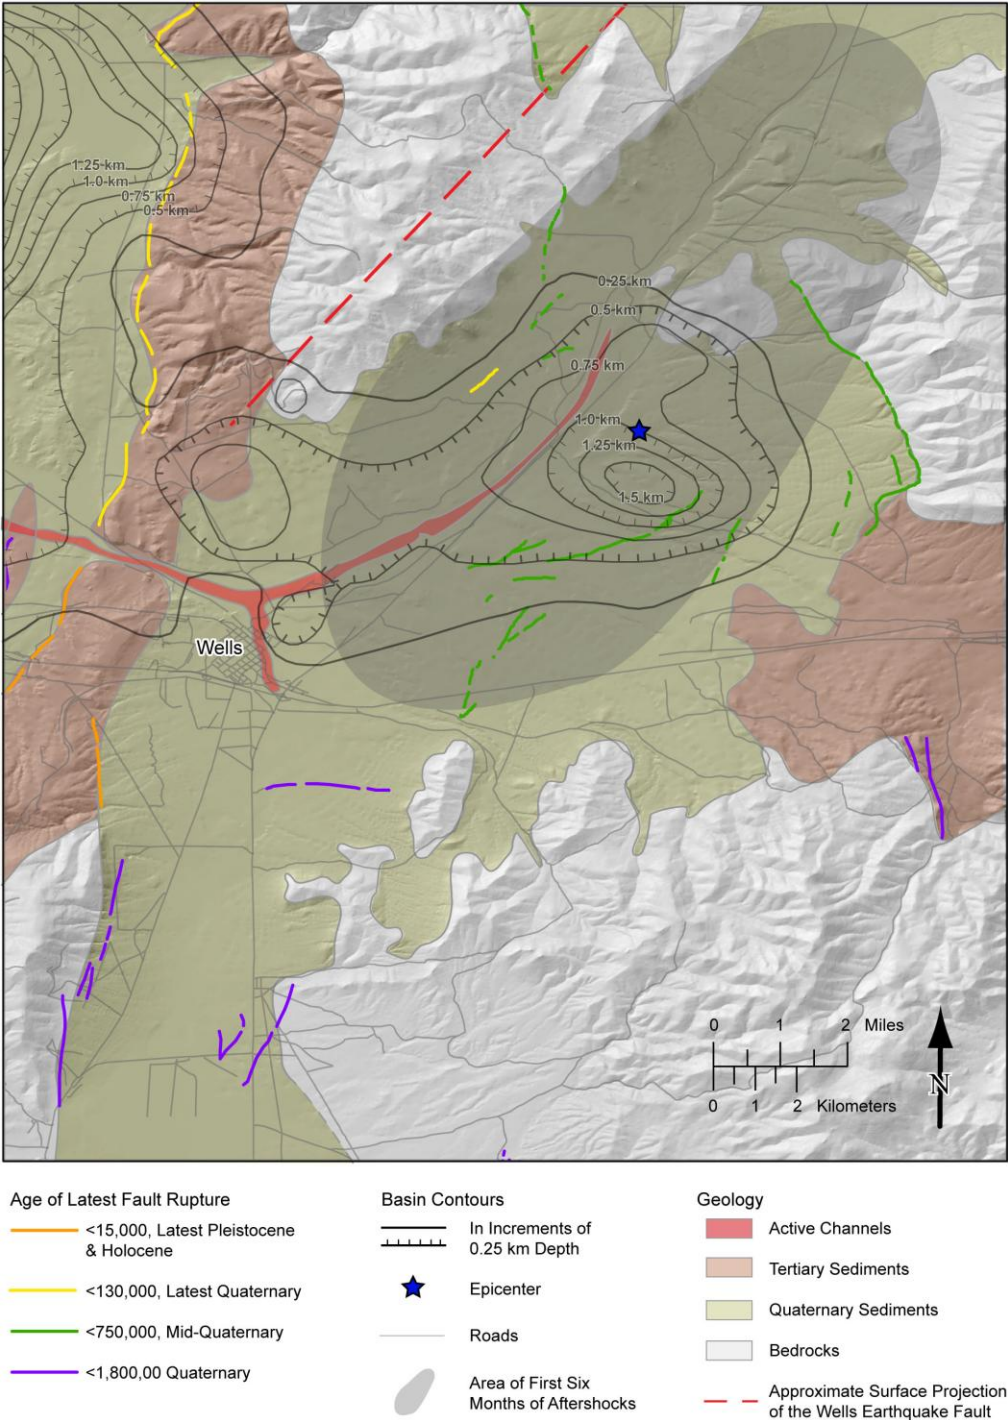 1.25 km
1.0 km
0.75 km
0.5 km
0.25 km
0.5 km
0.75 km
1.0 km
1.25 km
1.5 km
Wells
0 1 2 Miles
0 1 2 Kilometers
N
Age of Latest Fault Rupture
<15,000, Latest Pleistocene
& Holocene
<130,000, Latest Quaternary
<750,000, Mid-Quaternary
<1,800,00 Quaternary
Basin Contours
In Increments of
0.25 km Depth
Epicenter
Roads
Area of First Six
Months of Aftershocks
Geology
Active Channels
Tertiary Sediments
Quaternary Sediments
Bedrocks
Approximate Surface Projection
of the Wells Earthquake Fault